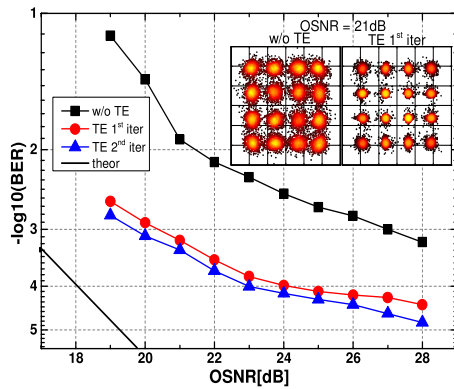 OSNR = 21dB
w/o TE
TE 1st iter
1
2
3
4
5
-log10(BER)
w/o TE
TE 1st iter
TE 2nd iter
theor
18 20 22 24 26 28
OSNR[dB]